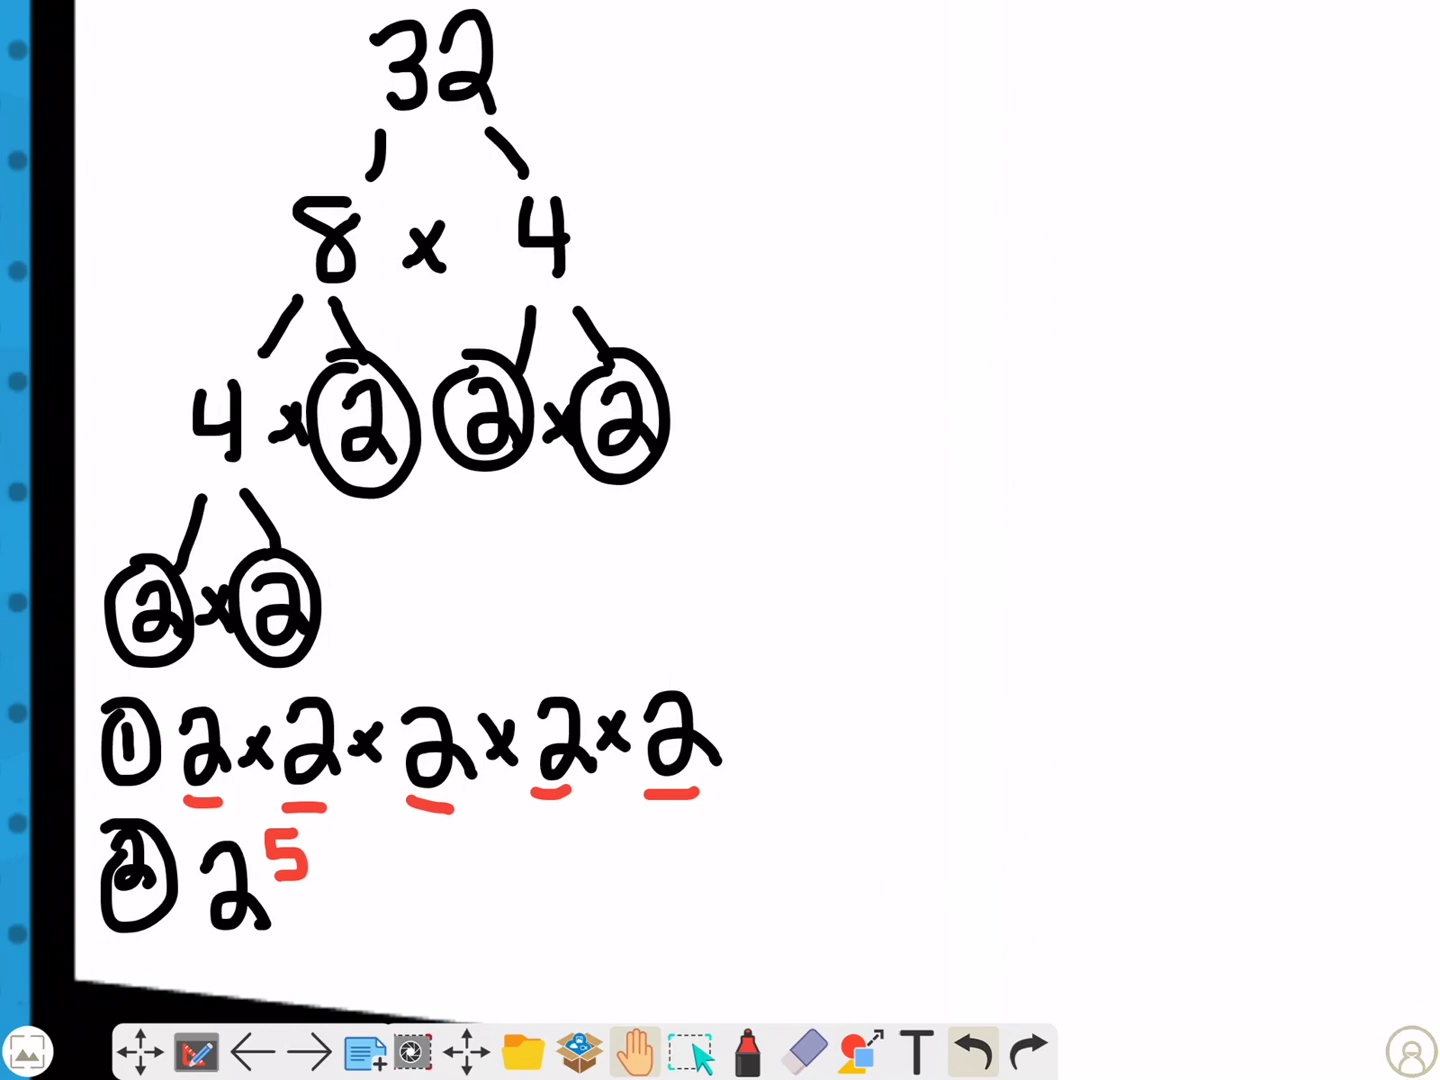 32
8 x 4
4 x 2 2 x 2
2 x 2
① 2 x 2 x 2 x 2 x 2
② 2⁵
T